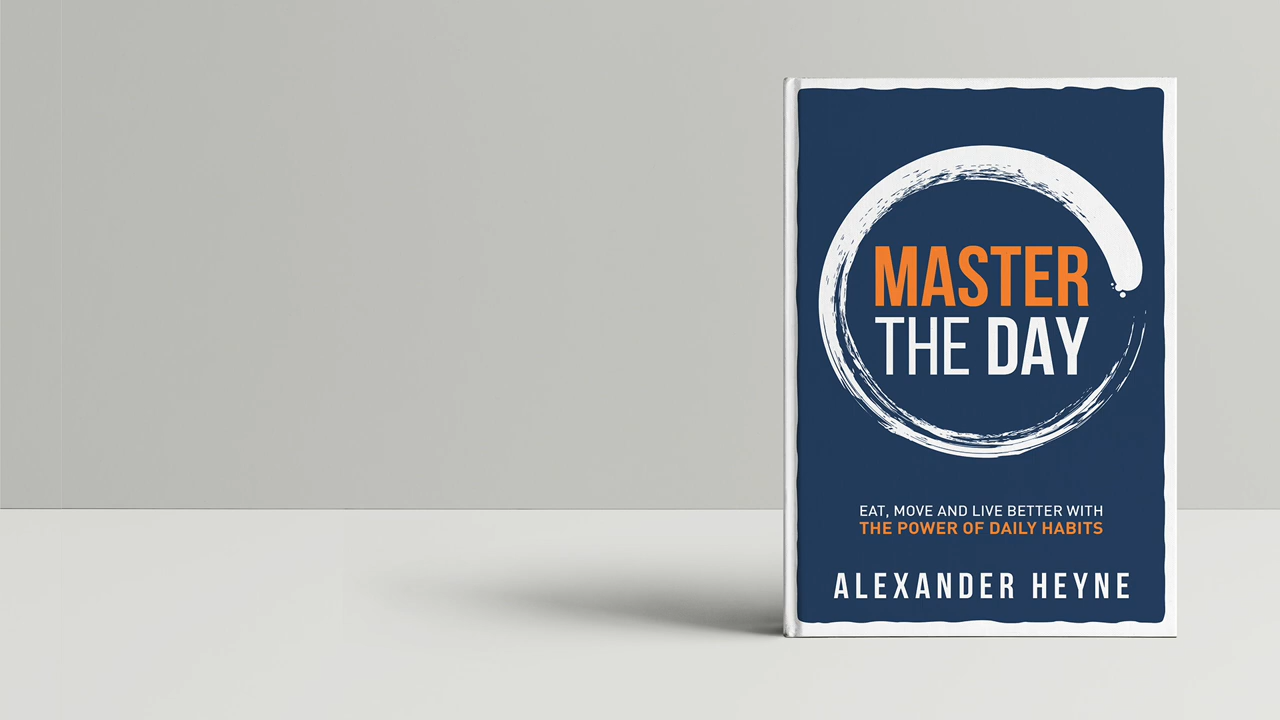 MASTER
THE DAY
EAT, MOVE AND LIVE BETTER WITH
THE POWER OF DAILY HABITS
ALEXANDER HEYNE